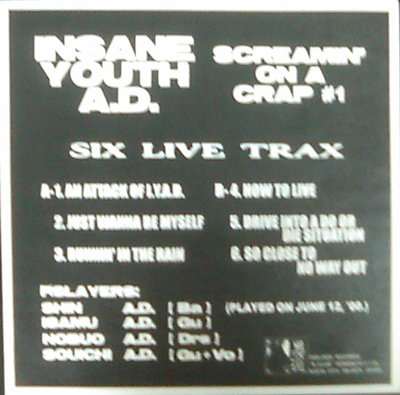 INSANE
YOUTH
A.D.
SCREAMIN'
ON A
CRAP #1
SIX LIVE TRAX
A-1. AN ATTACK OF I.Y.A.D.
2. JUST WANNA BE MYSELF
3. RUNNIN' IN THE RAIN
B-4. HOW TO LIVE
5. DRIVE INTO A DO OR
DIE SITUATION
6. SO CLOSE TO
NO WAY OUT
PLAYERS:
SHIN A.D. [Ba]
ISAMU A.D. [Gu]
NOBUO A.D. [Drs]
SOUICHI A.D. [Gu・Vo]
(PLAYED ON JUNE 12, '90.)